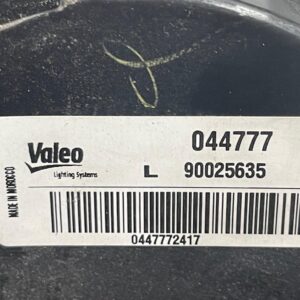 Valeo
Lighting Systems
044777
L 90025635
MADE IN MOROCCO
0447772417